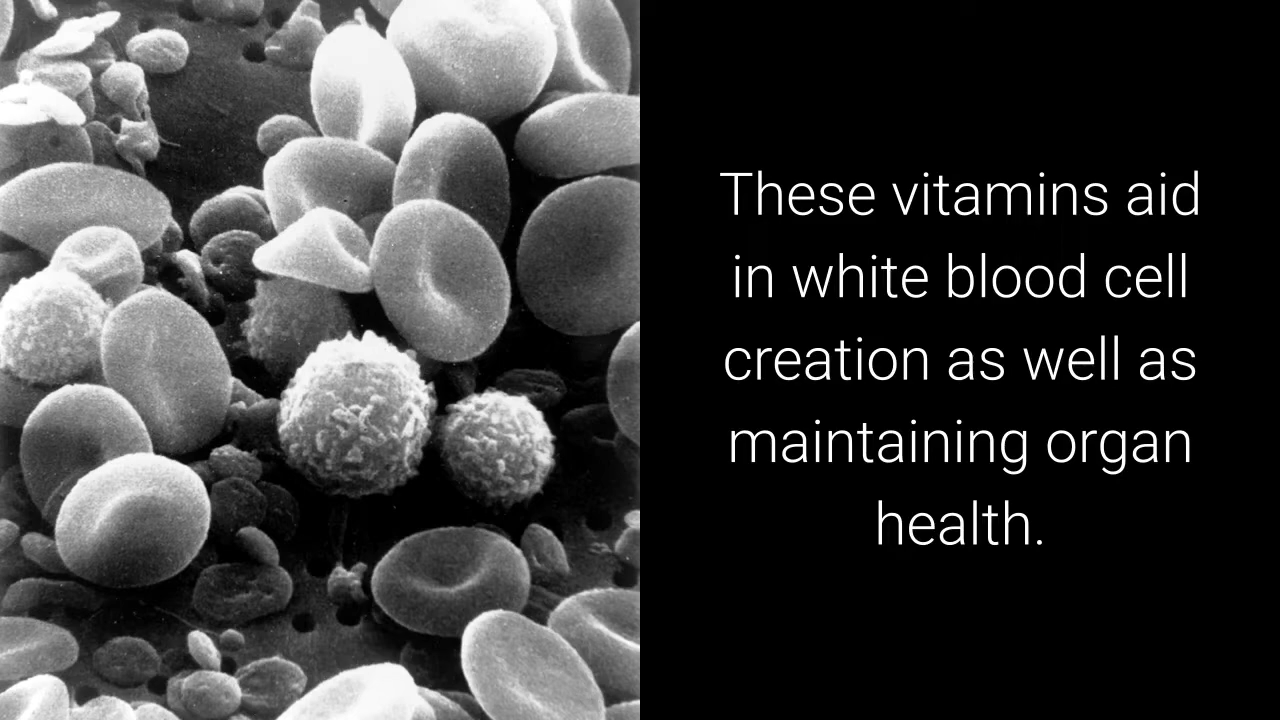 These vitamins aid
in white blood cell
creation as well as
maintaining organ
health.